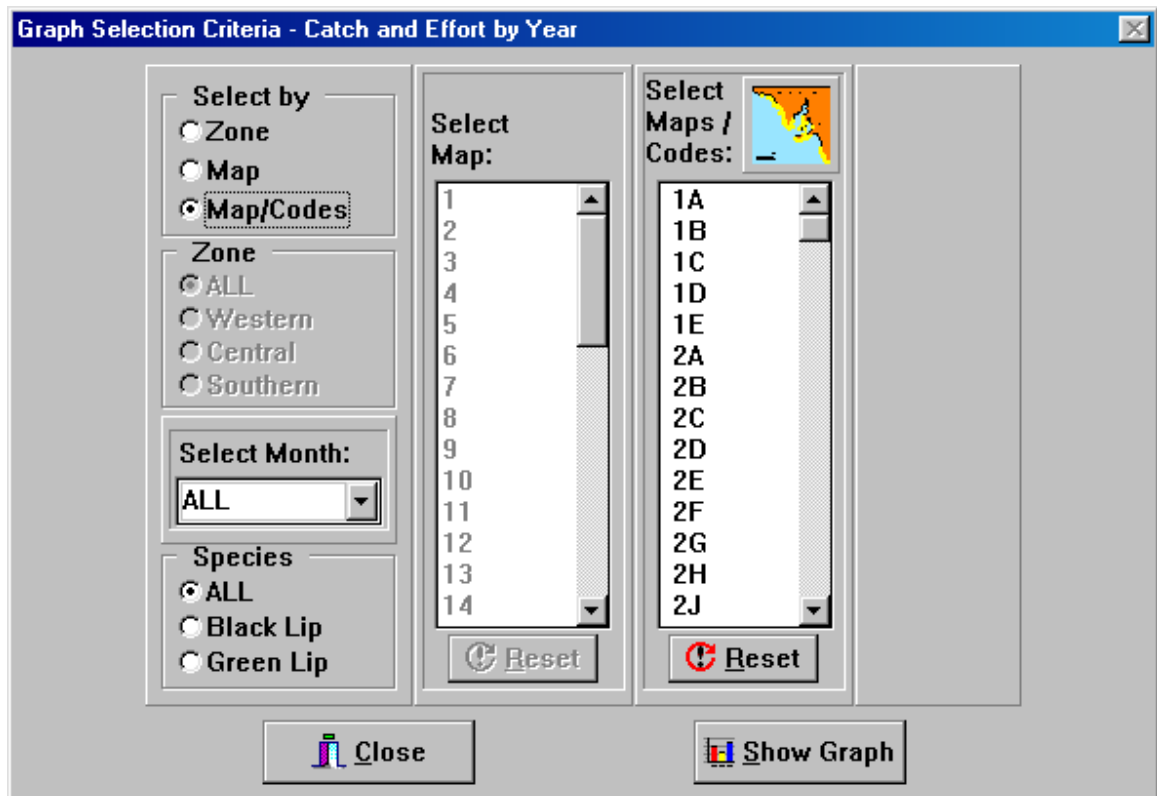 Graph Selection Criteria - Catch and Effort by Year
Select by
Zone
Map
Map/Codes
Zone
ALL
Western
Central
Southern
Select Month:
ALL
Species
ALL
Black Lip
Green Lip
Select
Map:
1
2
3
4
5
6
7
8
9
10
11
12
13
14
Reset
Select
Maps /
Codes:
1A
1B
1C
1D
1E
2A
2B
2C
2D
2E
2F
2G
2H
2J
Reset
Close
Show Graph